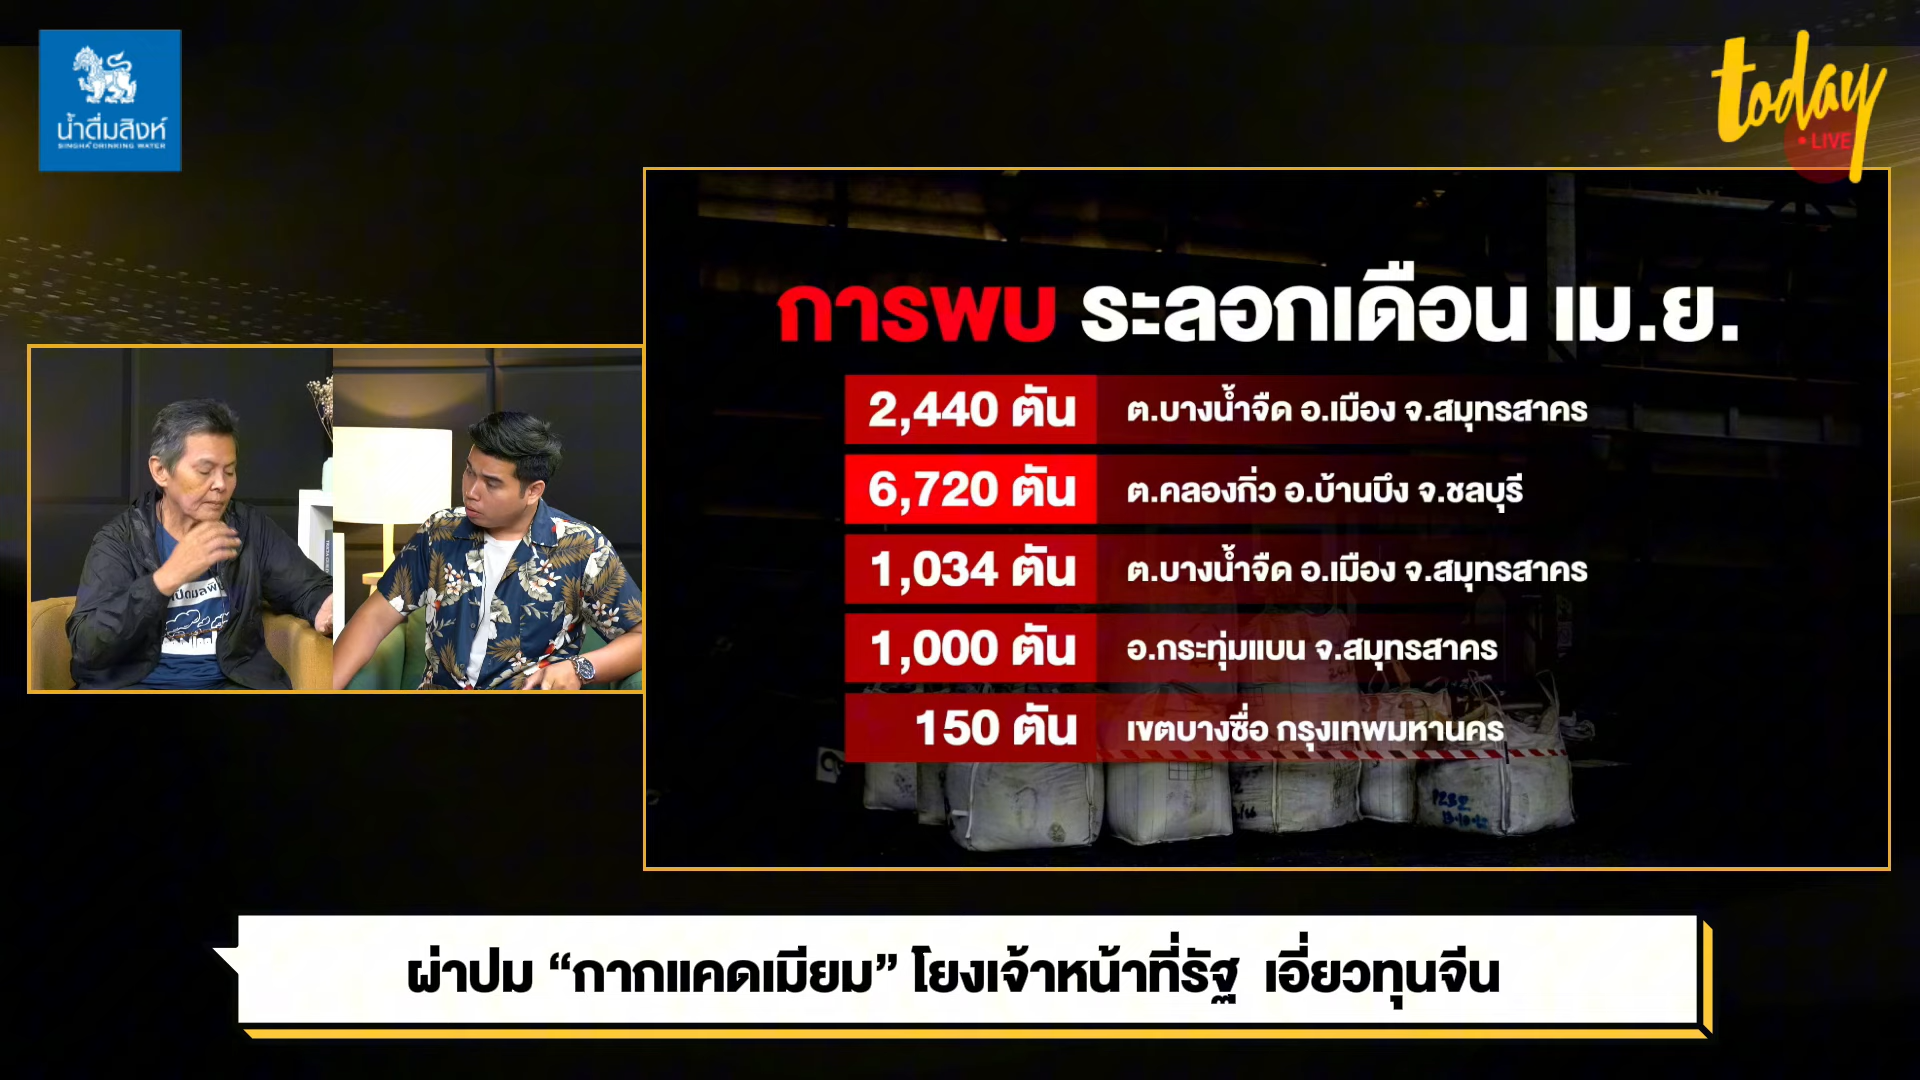 น้ำดื่มสิงห์
SINGHA DRINKING WATER
today
LIVE
การพบ ระลอกเดือน เม.ย.
2,440 ตัน ต.บางน้ำจืด อ.เมือง จ.สมุทรสาคร
6,720 ตัน ต.คลองกิ่ว อ.บ้านบึง จ.ชลบุรี
1,034 ตัน ต.บางน้ำจืด อ.เมือง จ.สมุทรสาคร
1,000 ตัน อ.กระทุ่มแบน จ.สมุทรสาคร
150 ตัน เขตบางซื่อ กรุงเทพมหานคร
ผ่าปม “กากแคดเมียม” โยงเจ้าหน้าที่รัฐ เอี่ยวทุนจีน